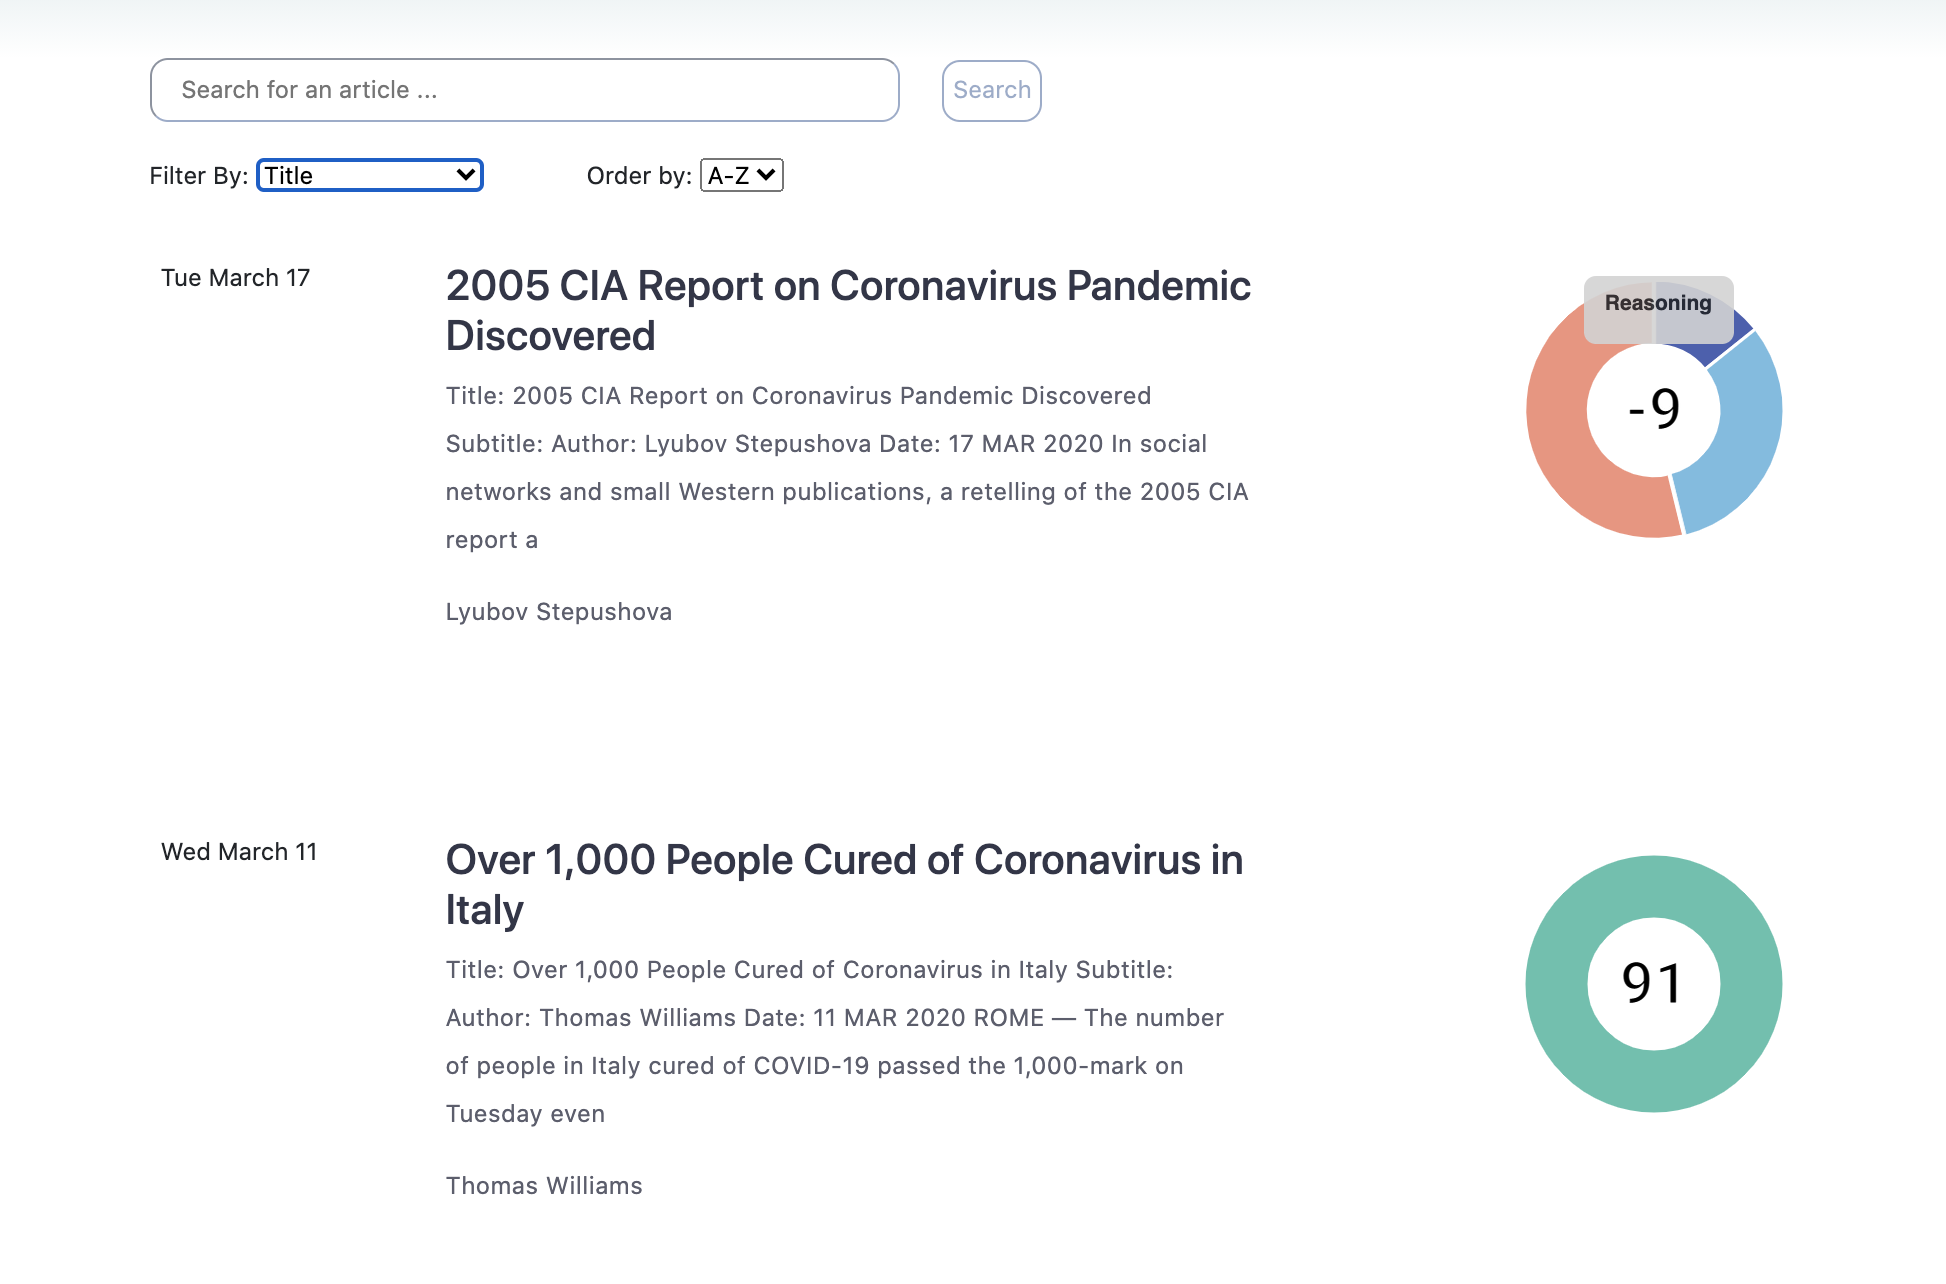 Search for an article ...
Search
Filter By: Title
Order by: A-Z
Tue March 17
2005 CIA Report on Coronavirus Pandemic
Discovered
Title: 2005 CIA Report on Coronavirus Pandemic Discovered
Subtitle: Author: Lyubov Stepushova Date: 17 MAR 2020 In social
networks and small Western publications, a retelling of the 2005 CIA
report a
Lyubov Stepushova
Reasoning
-9
Wed March 11
Over 1,000 People Cured of Coronavirus in
Italy
Title: Over 1,000 People Cured of Coronavirus in Italy Subtitle:
Author: Thomas Williams Date: 11 MAR 2020 ROME — The number
of people in Italy cured of COVID-19 passed the 1,000-mark on
Tuesday even
Thomas Williams
91